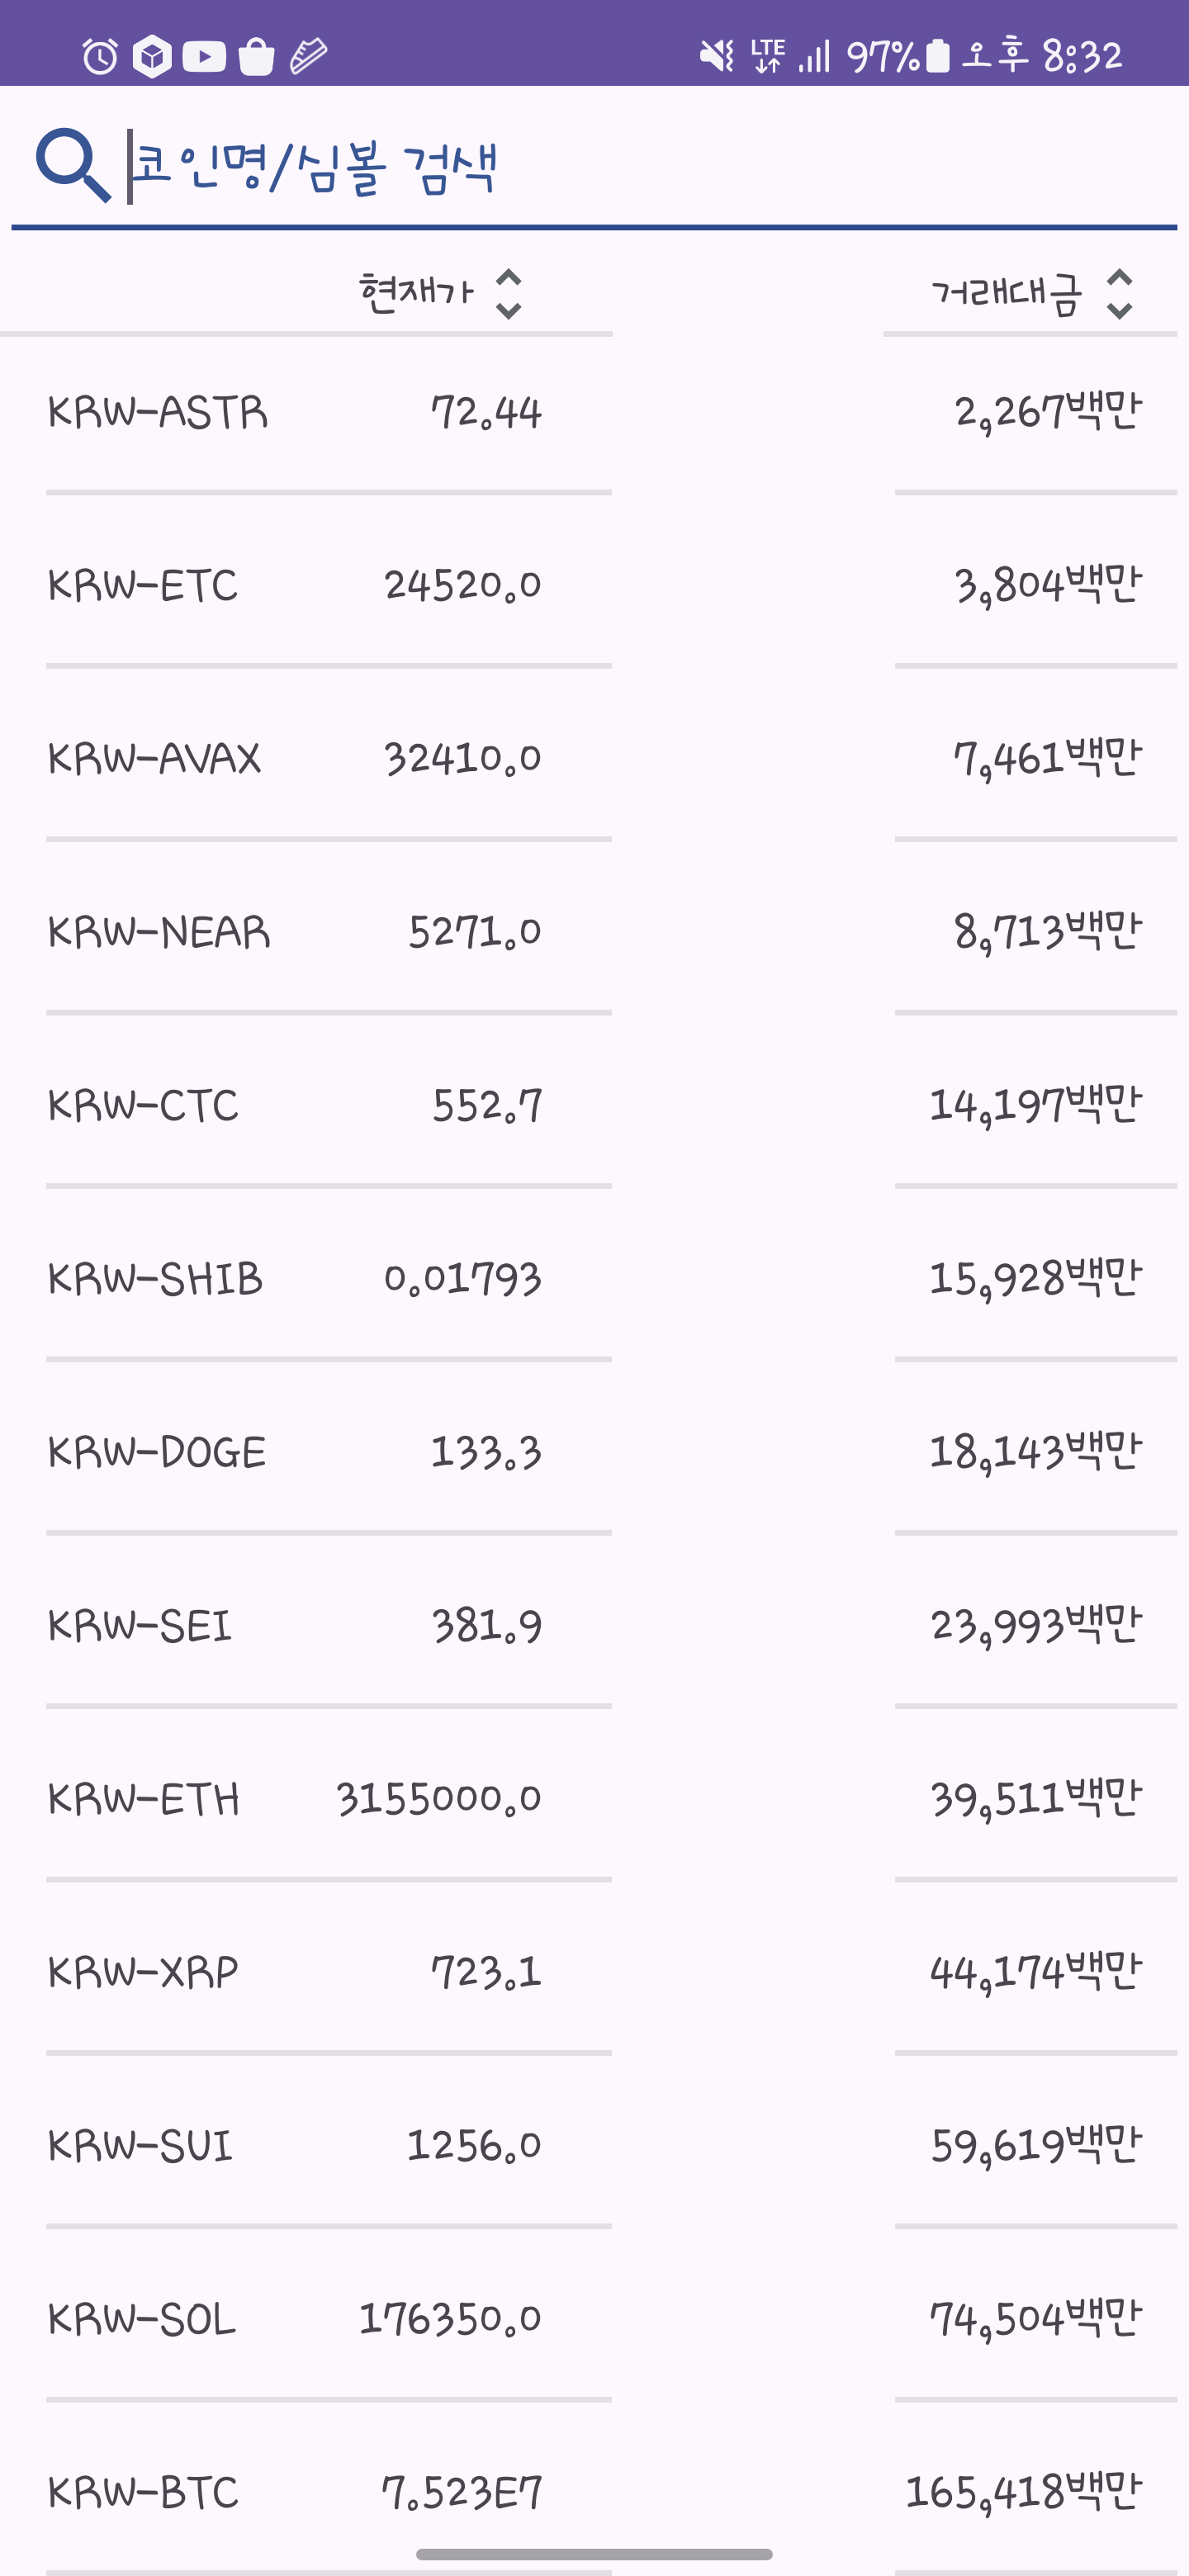 LTE 97% 오후 8:32
코인명/심볼 검색
현재가 거래대금
KRW-ASTR 72.44 2,267백만
KRW-ETC 24520.0 3,804백만
KRW-AVAX 32410.0 7,461백만
KRW-NEAR 5271.0 8,713백만
KRW-CTC 552.7 14,197백만
KRW-SHIB 0.01793 15,928백만
KRW-DOGE 133.3 18,143백만
KRW-SEI 381.9 23,993백만
KRW-ETH 3155000.0 39,511백만
KRW-XRP 723.1 44,174백만
KRW-SUI 1256.0 59,619백만
KRW-SOL 176350.0 74,504백만
KRW-BTC 7.523E7 165,418백만